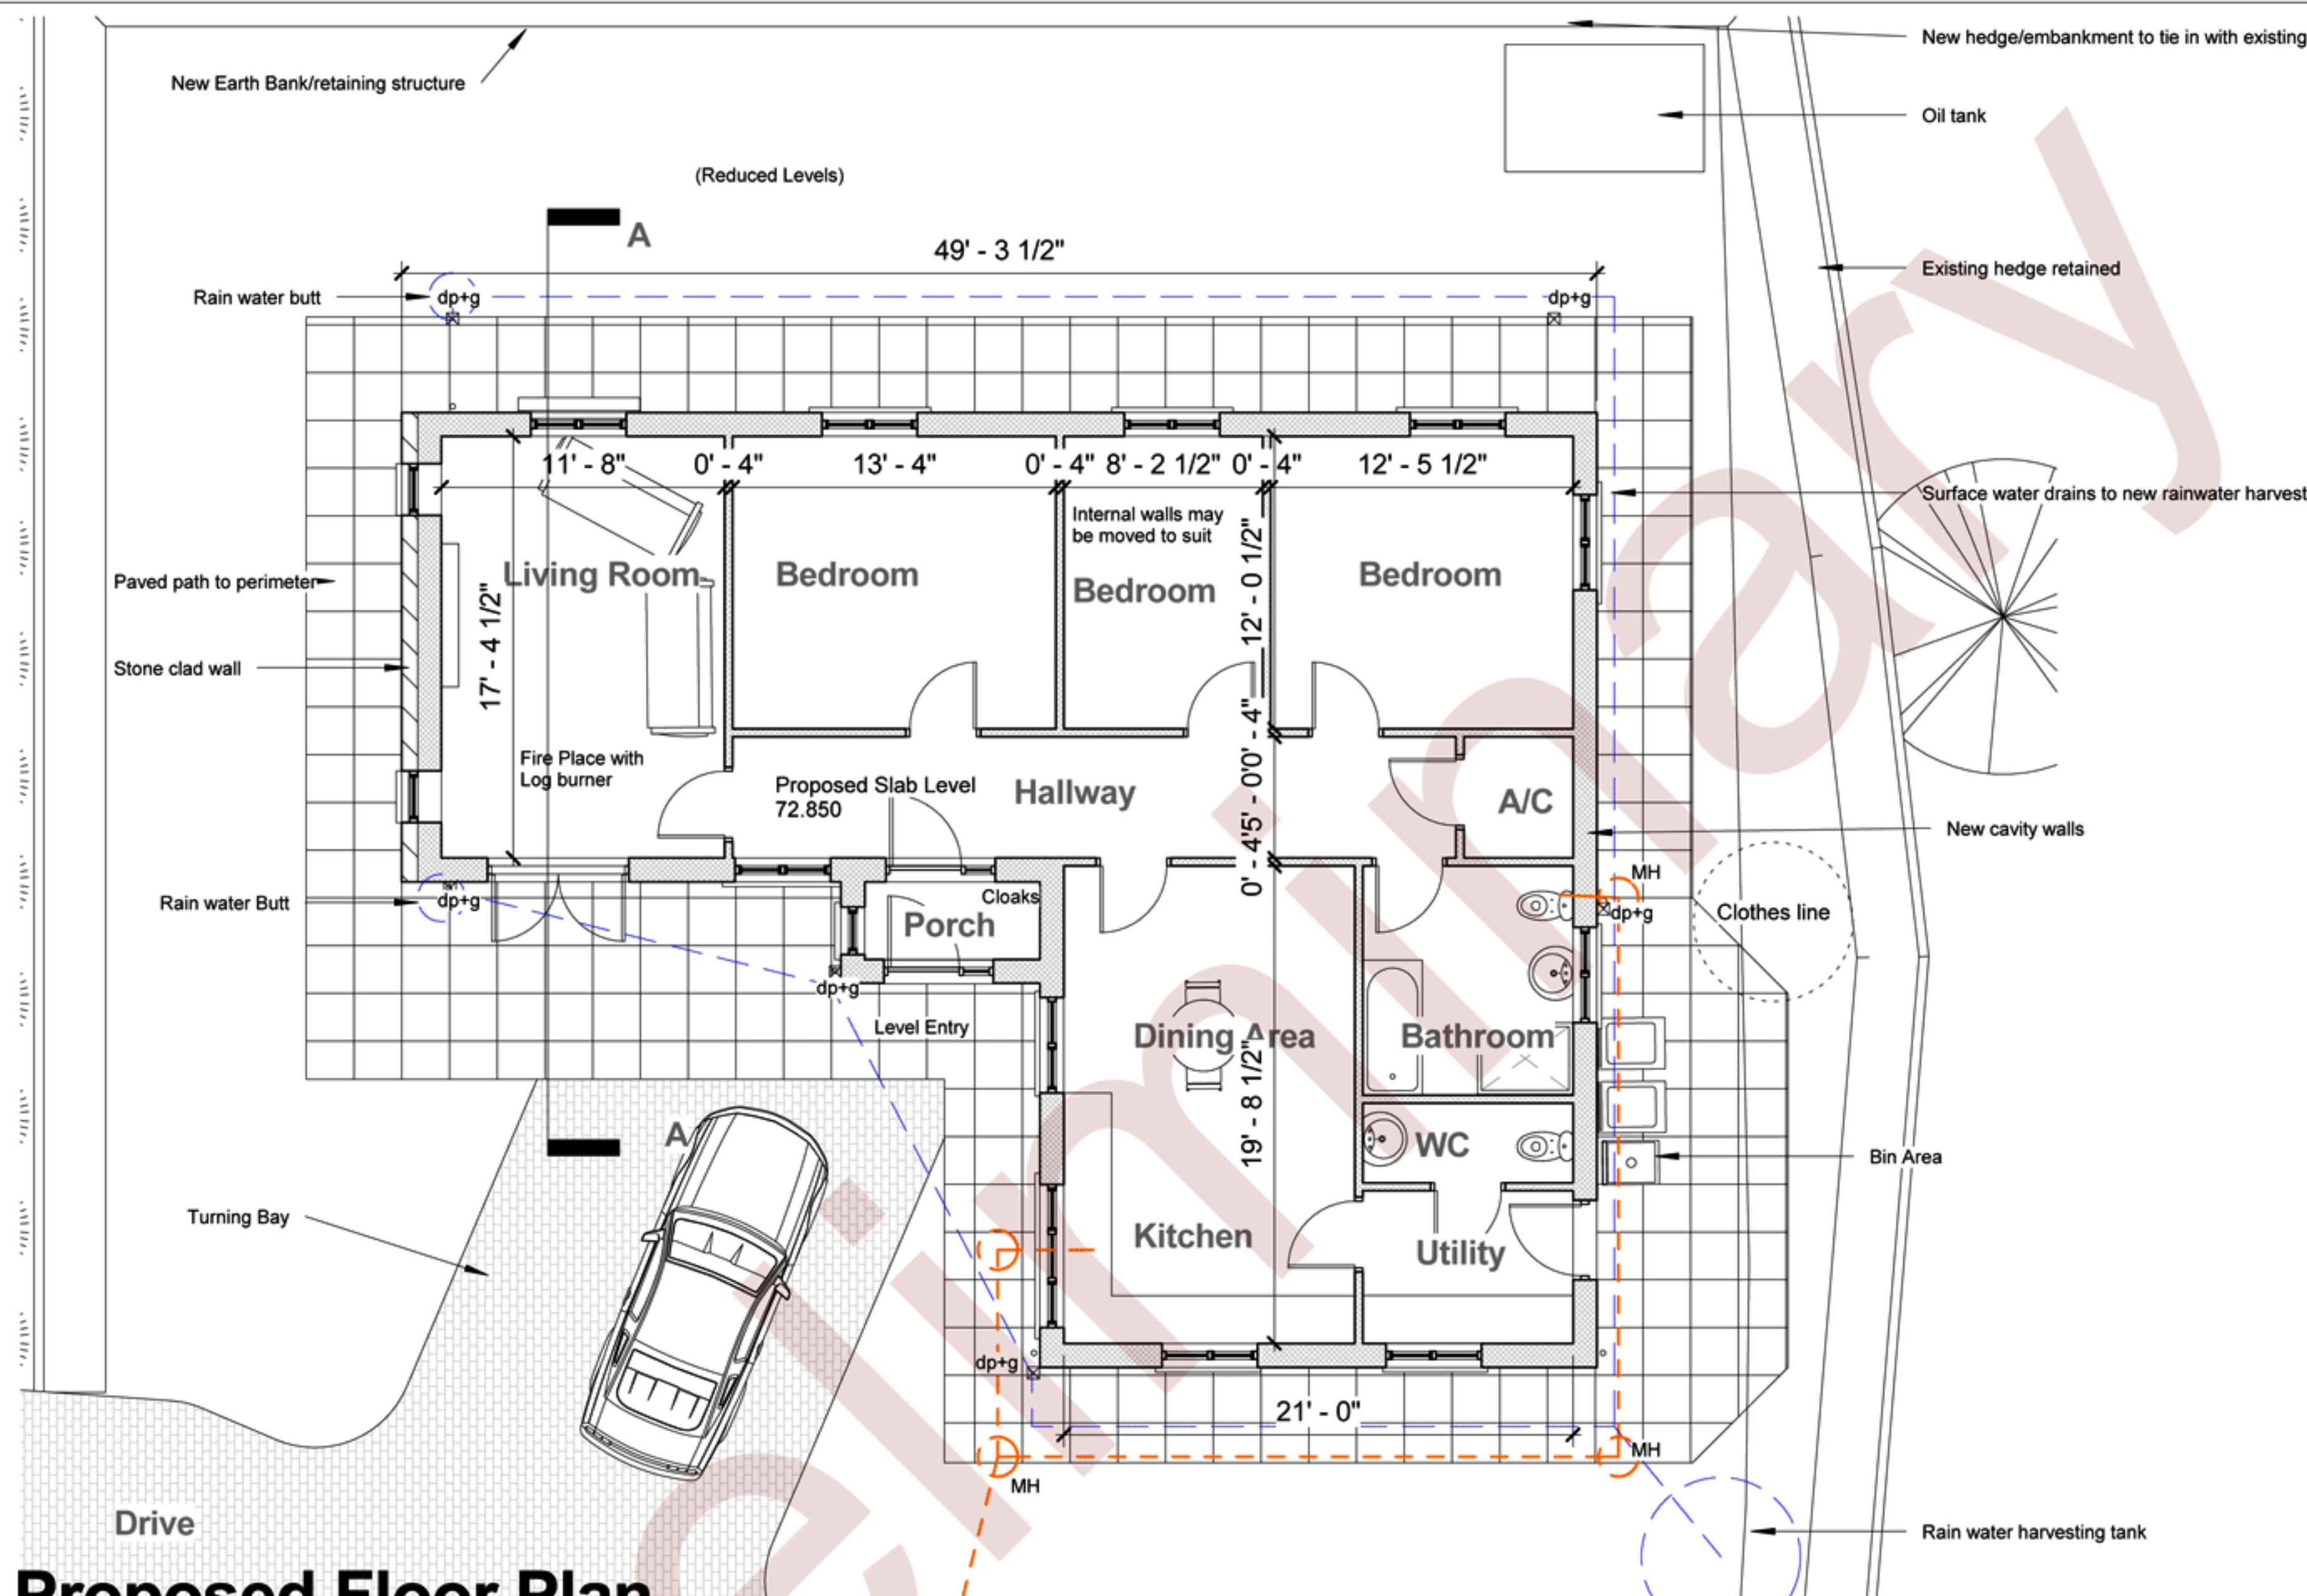 New hedge/embankment to tie in with existing
New Earth Bank/retaining structure
Oil tank
(Reduced Levels)
A
49' - 3 1/2"
Existing hedge retained
Rain water butt
dp+g
dp+g
11' - 8"
0' - 4"
13' - 4"
0' - 4"
8' - 2 1/2"
0' - 4"
12' - 5 1/2"
Surface water drains to new rainwater harvest
Internal walls may
be moved to suit
Living Room
Bedroom
Bedroom
Bedroom
12' - 0 1/2"
Paved path to perimeter
17' - 4 1/2"
Stone clad wall
0' - 4"
Fire Place with
Log burner
Proposed Slab Level
72.850
Hallway
5' - 0"
A/C
New cavity walls
0' - 4"
MH
Rain water Butt
dp+g
Cloaks
Porch
dp+g
Clothes line
dp+g
Level Entry
Dining Area
Bathroom
19' - 8 1/2"
A
WC
Bin Area
Turning Bay
Kitchen
Utility
dp+g
21' - 0"
MH
MH
Drive
Rain water harvesting tank
Proposed Floor Plan
eliminary